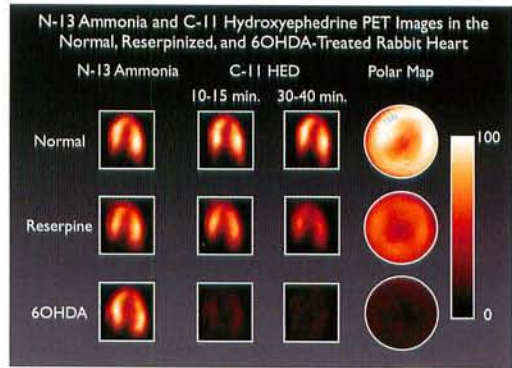 N-13 Ammonia and C-11 Hydroxyephedrine PET Images in the
Normal, Reserpinized, and 6OHDA-Treated Rabbit Heart
N-13 Ammonia C-11 HED Polar Map
10-15 min. 30-40 min.
Normal
100
Reserpine
6OHDA
0